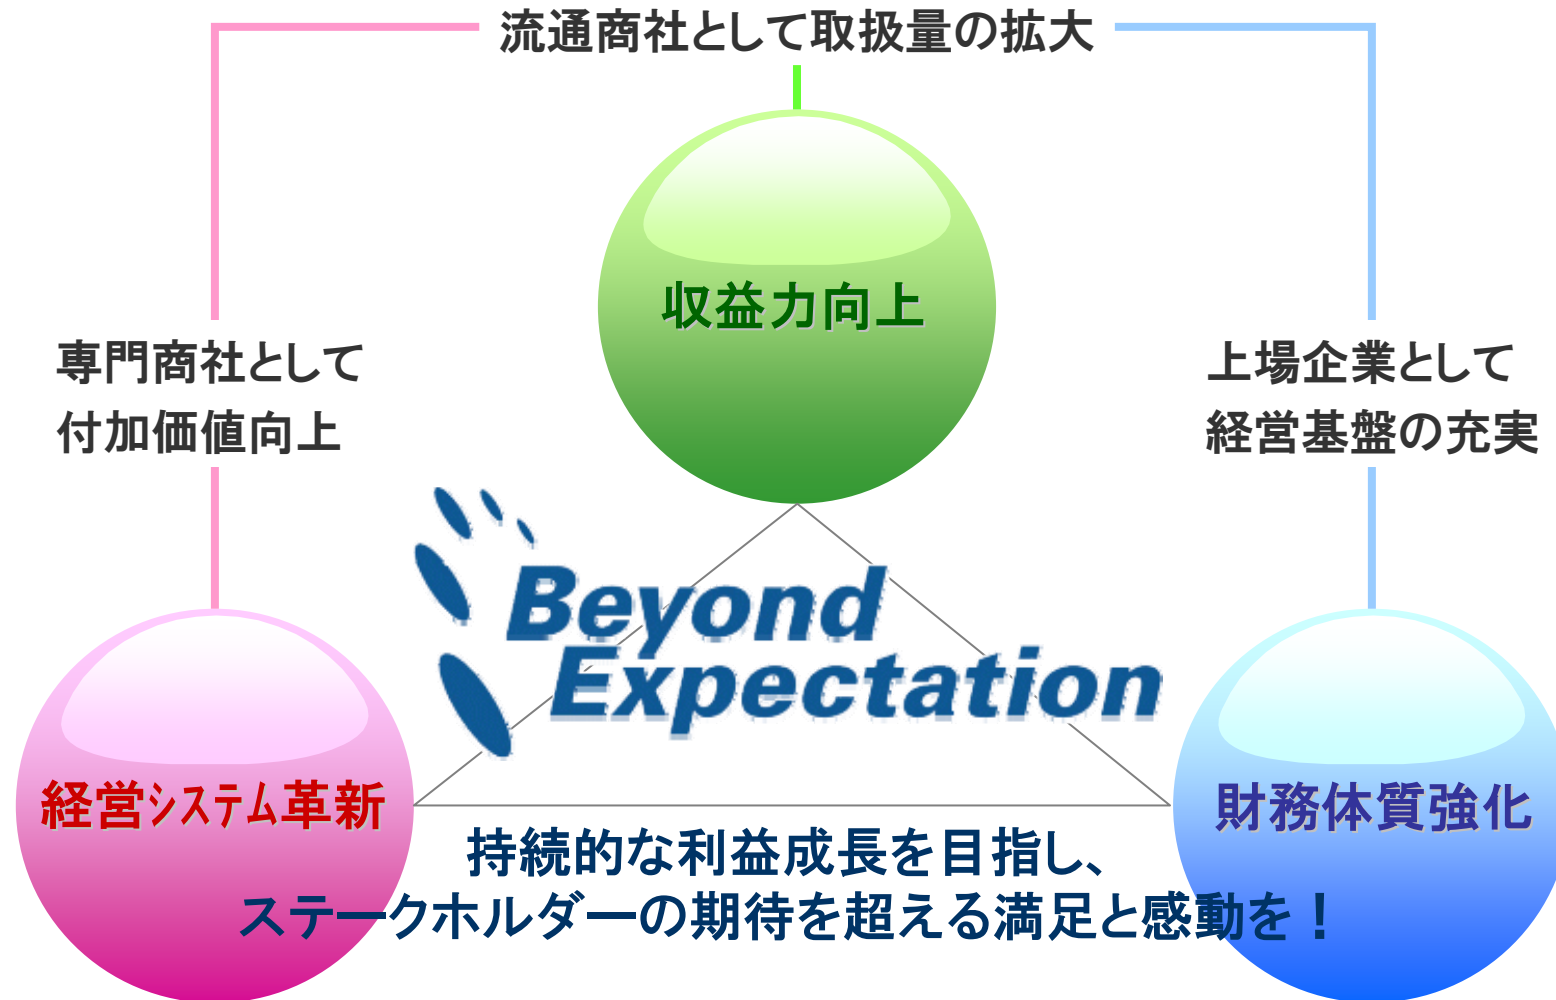 流通商社として取扱量の拡大
収益力向上
専門商社として
付加価値向上
上場企業として
経営基盤の充実
Beyond
Expectation
経営ｼｽﾃﾑ革新
財務体質強化
持続的な利益成長を目指し、
ステークホルダーの期待を超える満足と感動を！